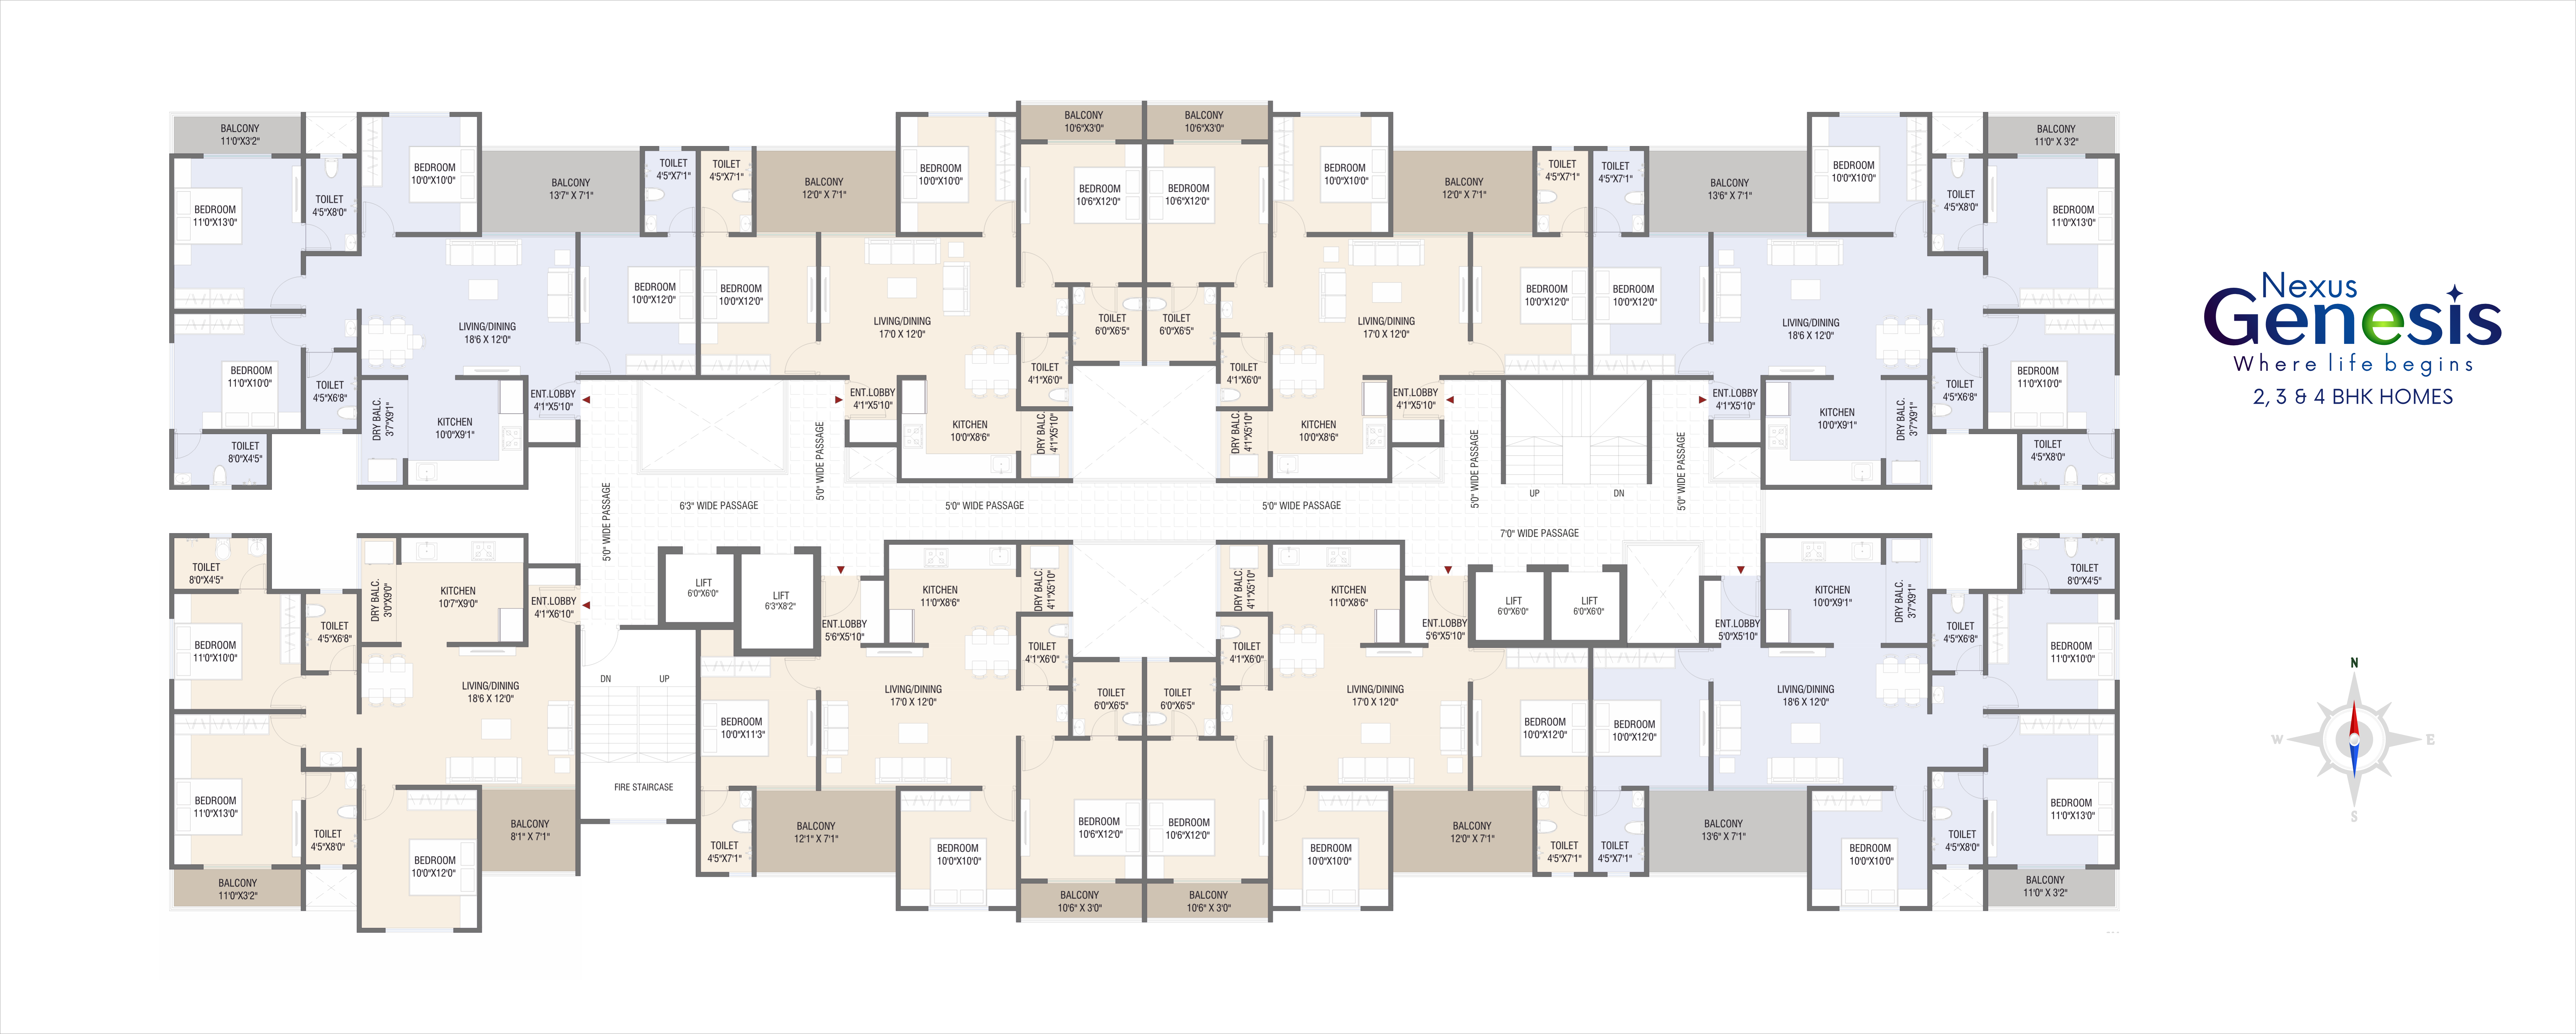 BALCONY
11'0"X3'2"
BEDROOM
11'0"X13'0"
TOILET
4'5"X8'0"
BEDROOM
10'0"X10'0"
BALCONY
13'7" X 7'1"
TOILET
4'5"X7'1"
LIVING/DINING
18'6 X 12'0"
BEDROOM
10'0"X12'0"
BEDROOM
11'0"X10'0"
TOILET
4'5"X6'8"
TOILET
8'0"X4'5"
DRY BALC.
3'7"X9'1"
KITCHEN
10'0"X9'1"
ENT.LOBBY
4'1"X5'10"
TOILET
4'5"X7'1"
BALCONY
12'0" X 7'1"
BEDROOM
10'0"X10'0"
BALCONY
10'6"X3'0"
BEDROOM
10'6"X12'0"
BEDROOM
10'0"X12'0"
LIVING/DINING
17'0 X 12'0"
TOILET
6'0"X6'5"
TOILET
4'1"X6'0"
ENT.LOBBY
4'1"X5'10"
KITCHEN
10'0"X8'6"
DRY BALC.
4'1"X5'10"
BALCONY
10'6"X3'0"
BEDROOM
10'6"X12'0"
BEDROOM
10'0"X10'0"
BALCONY
12'0" X 7'1"
TOILET
4'5"X7'1"
TOILET
6'0"X6'5"
LIVING/DINING
17'0 X 12'0"
BEDROOM
10'0"X12'0"
TOILET
4'1"X6'0"
DRY BALC.
4'1"X5'10"
KITCHEN
10'0"X8'6"
ENT.LOBBY
4'1"X5'10"
TOILET
4'5"X7'1"
BALCONY
13'6" X 7'1"
BEDROOM
10'0"X10'0"
BALCONY
11'0" X 3'2"
TOILET
4'5"X8'0"
BEDROOM
11'0"X13'0"
BEDROOM
10'0"X12'0"
LIVING/DINING
18'6 X 12'0"
BEDROOM
11'0"X10'0"
TOILET
4'5"X6'8"
ENT.LOBBY
4'1"X5'10"
KITCHEN
10'0"X9'1"
DRY BALC.
3'7"X9'1"
TOILET
4'5"X8'0"
5'0" WIDE PASSAGE
6'3" WIDE PASSAGE
5'0" WIDE PASSAGE
5'0" WIDE PASSAGE
5'0" WIDE PASSAGE
5'0" WIDE PASSAGE
UP
DN
5'0" WIDE PASSAGE
7'0" WIDE PASSAGE
TOILET
8'0"X4'5"
DRY BALC.
3'0"X9'0"
KITCHEN
10'7"X9'0"
ENT.LOBBY
4'1"X6'10"
BEDROOM
11'0"X10'0"
TOILET
4'5"X6'8"
LIVING/DINING
18'6 X 12'0"
BEDROOM
11'0"X13'0"
TOILET
4'5"X8'0"
BALCONY
8'1" X 7'1"
BEDROOM
10'0"X12'0"
BALCONY
11'0"X3'2"
LIFT
6'0"X6'0"
LIFT
6'3"X8'2"
DN
UP
FIRE STAIRCASE
ENT.LOBBY
5'6"X5'10"
KITCHEN
11'0"X8'6"
DRY BALC.
4'1"X5'10"
TOILET
4'1"X6'0"
LIVING/DINING
17'0 X 12'0"
TOILET
6'0"X6'5"
BEDROOM
10'0"X11'3"
TOILET
4'5"X7'1"
BALCONY
12'1" X 7'1"
BEDROOM
10'0"X10'0"
BEDROOM
10'6"X12'0"
BALCONY
10'6" X 3'0"
DRY BALC.
4'1"X5'10"
KITCHEN
11'0"X8'6"
ENT.LOBBY
5'6"X5'10"
TOILET
4'1"X6'0"
TOILET
6'0"X6'5"
LIVING/DINING
17'0 X 12'0"
BEDROOM
10'0"X12'0"
BEDROOM
10'6"X12'0"
BEDROOM
10'0"X10'0"
BALCONY
12'0" X 7'1"
TOILET
4'5"X7'1"
BALCONY
10'6" X 3'0"
LIFT
6'0"X6'0"
LIFT
6'0"X6'0"
ENT.LOBBY
5'0"X5'10"
KITCHEN
10'0"X9'1"
DRY BALC.
3'7"X9'1"
TOILET
8'0"X4'5"
TOILET
4'5"X6'8"
BEDROOM
11'0"X10'0"
BEDROOM
10'0"X12'0"
LIVING/DINING
18'6 X 12'0"
TOILET
4'5"X7'1"
BALCONY
13'6" X 7'1"
BEDROOM
10'0"X10'0"
TOILET
4'5"X8'0"
BEDROOM
11'0"X13'0"
BALCONY
11'0" X 3'2"
Nexus
Genesis
Where life begins
2, 3 & 4 BHK HOMES
N
W
E
S